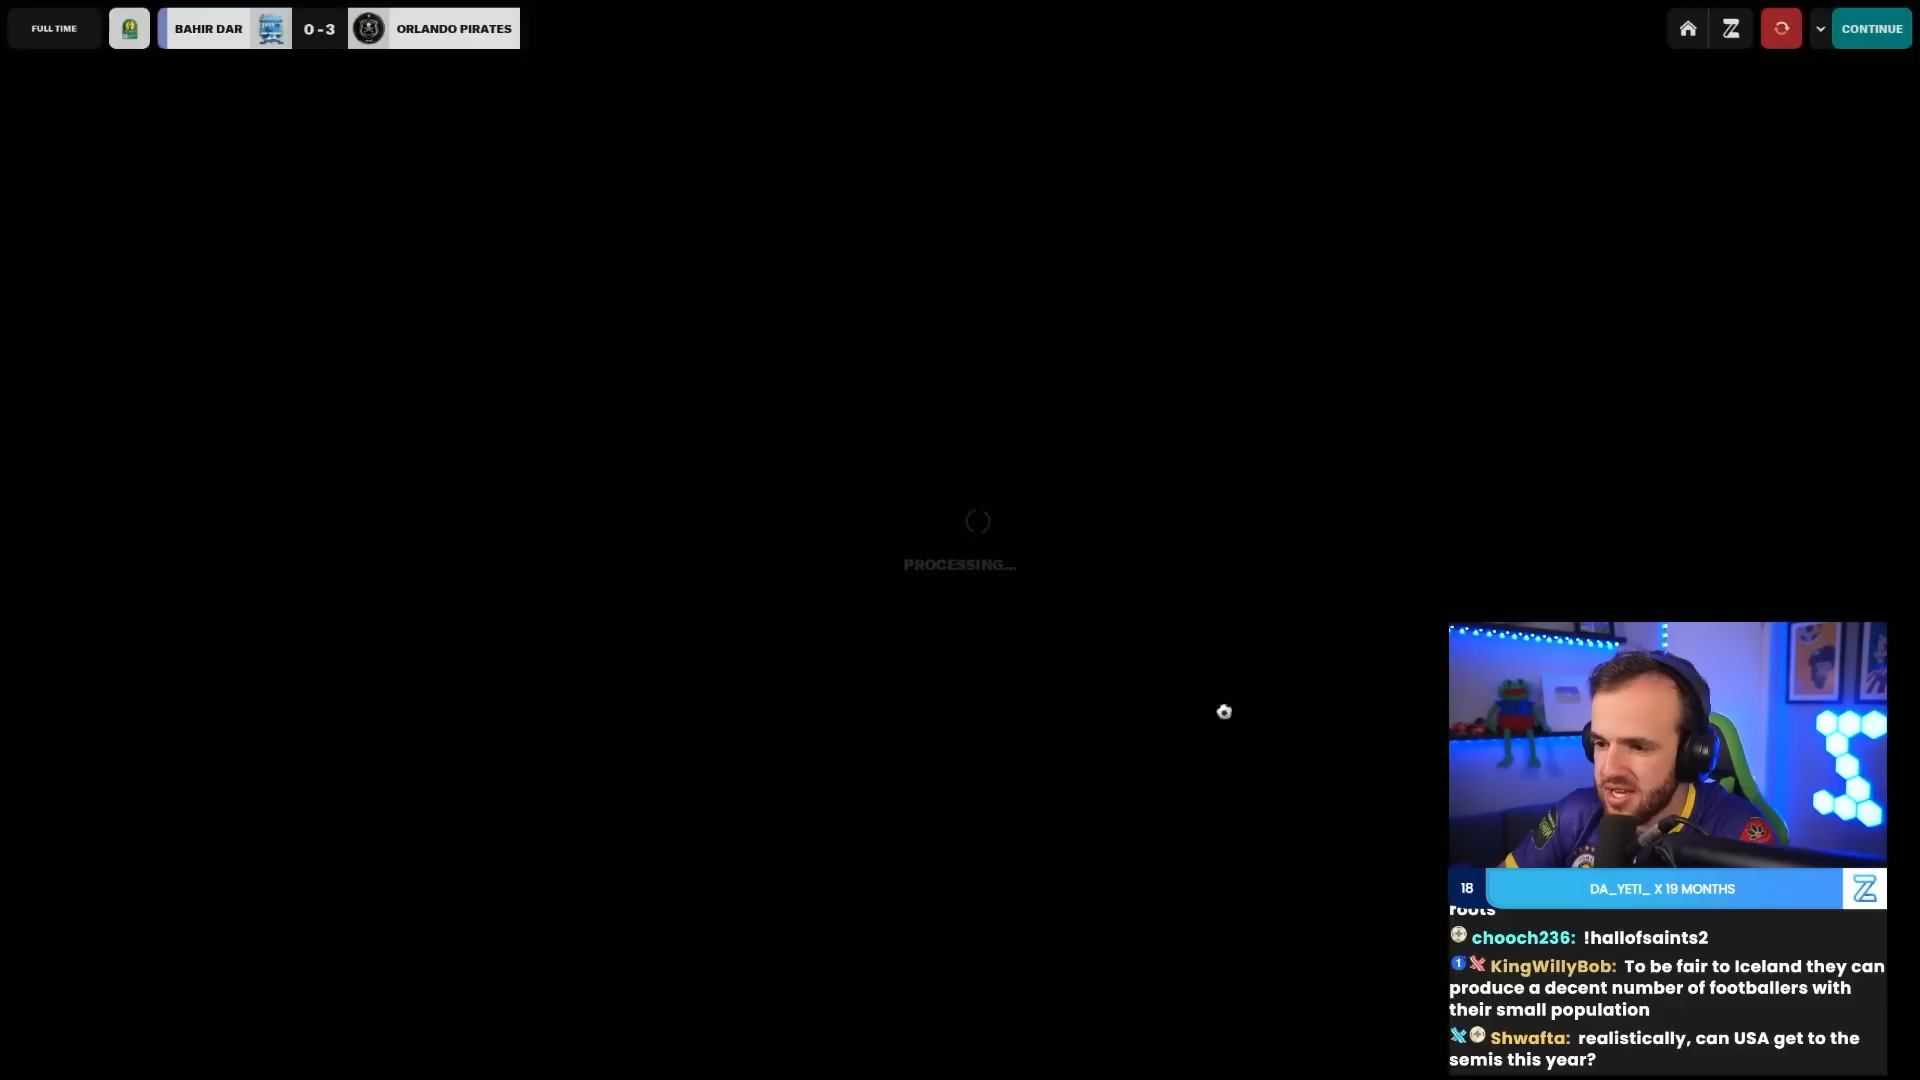 FULL TIME
BAHIR DAR
0 - 3
ORLANDO PIRATES
CONTINUE
PROCESSING...
18
DA_YETI_ X 19 MONTHS
roots
chooch236: !hallofsaints2
KingWillyBob: To be fair to Iceland they can
produce a decent number of footballers with
their small population
Shwafta: realistically, can USA get to the
semis this year?